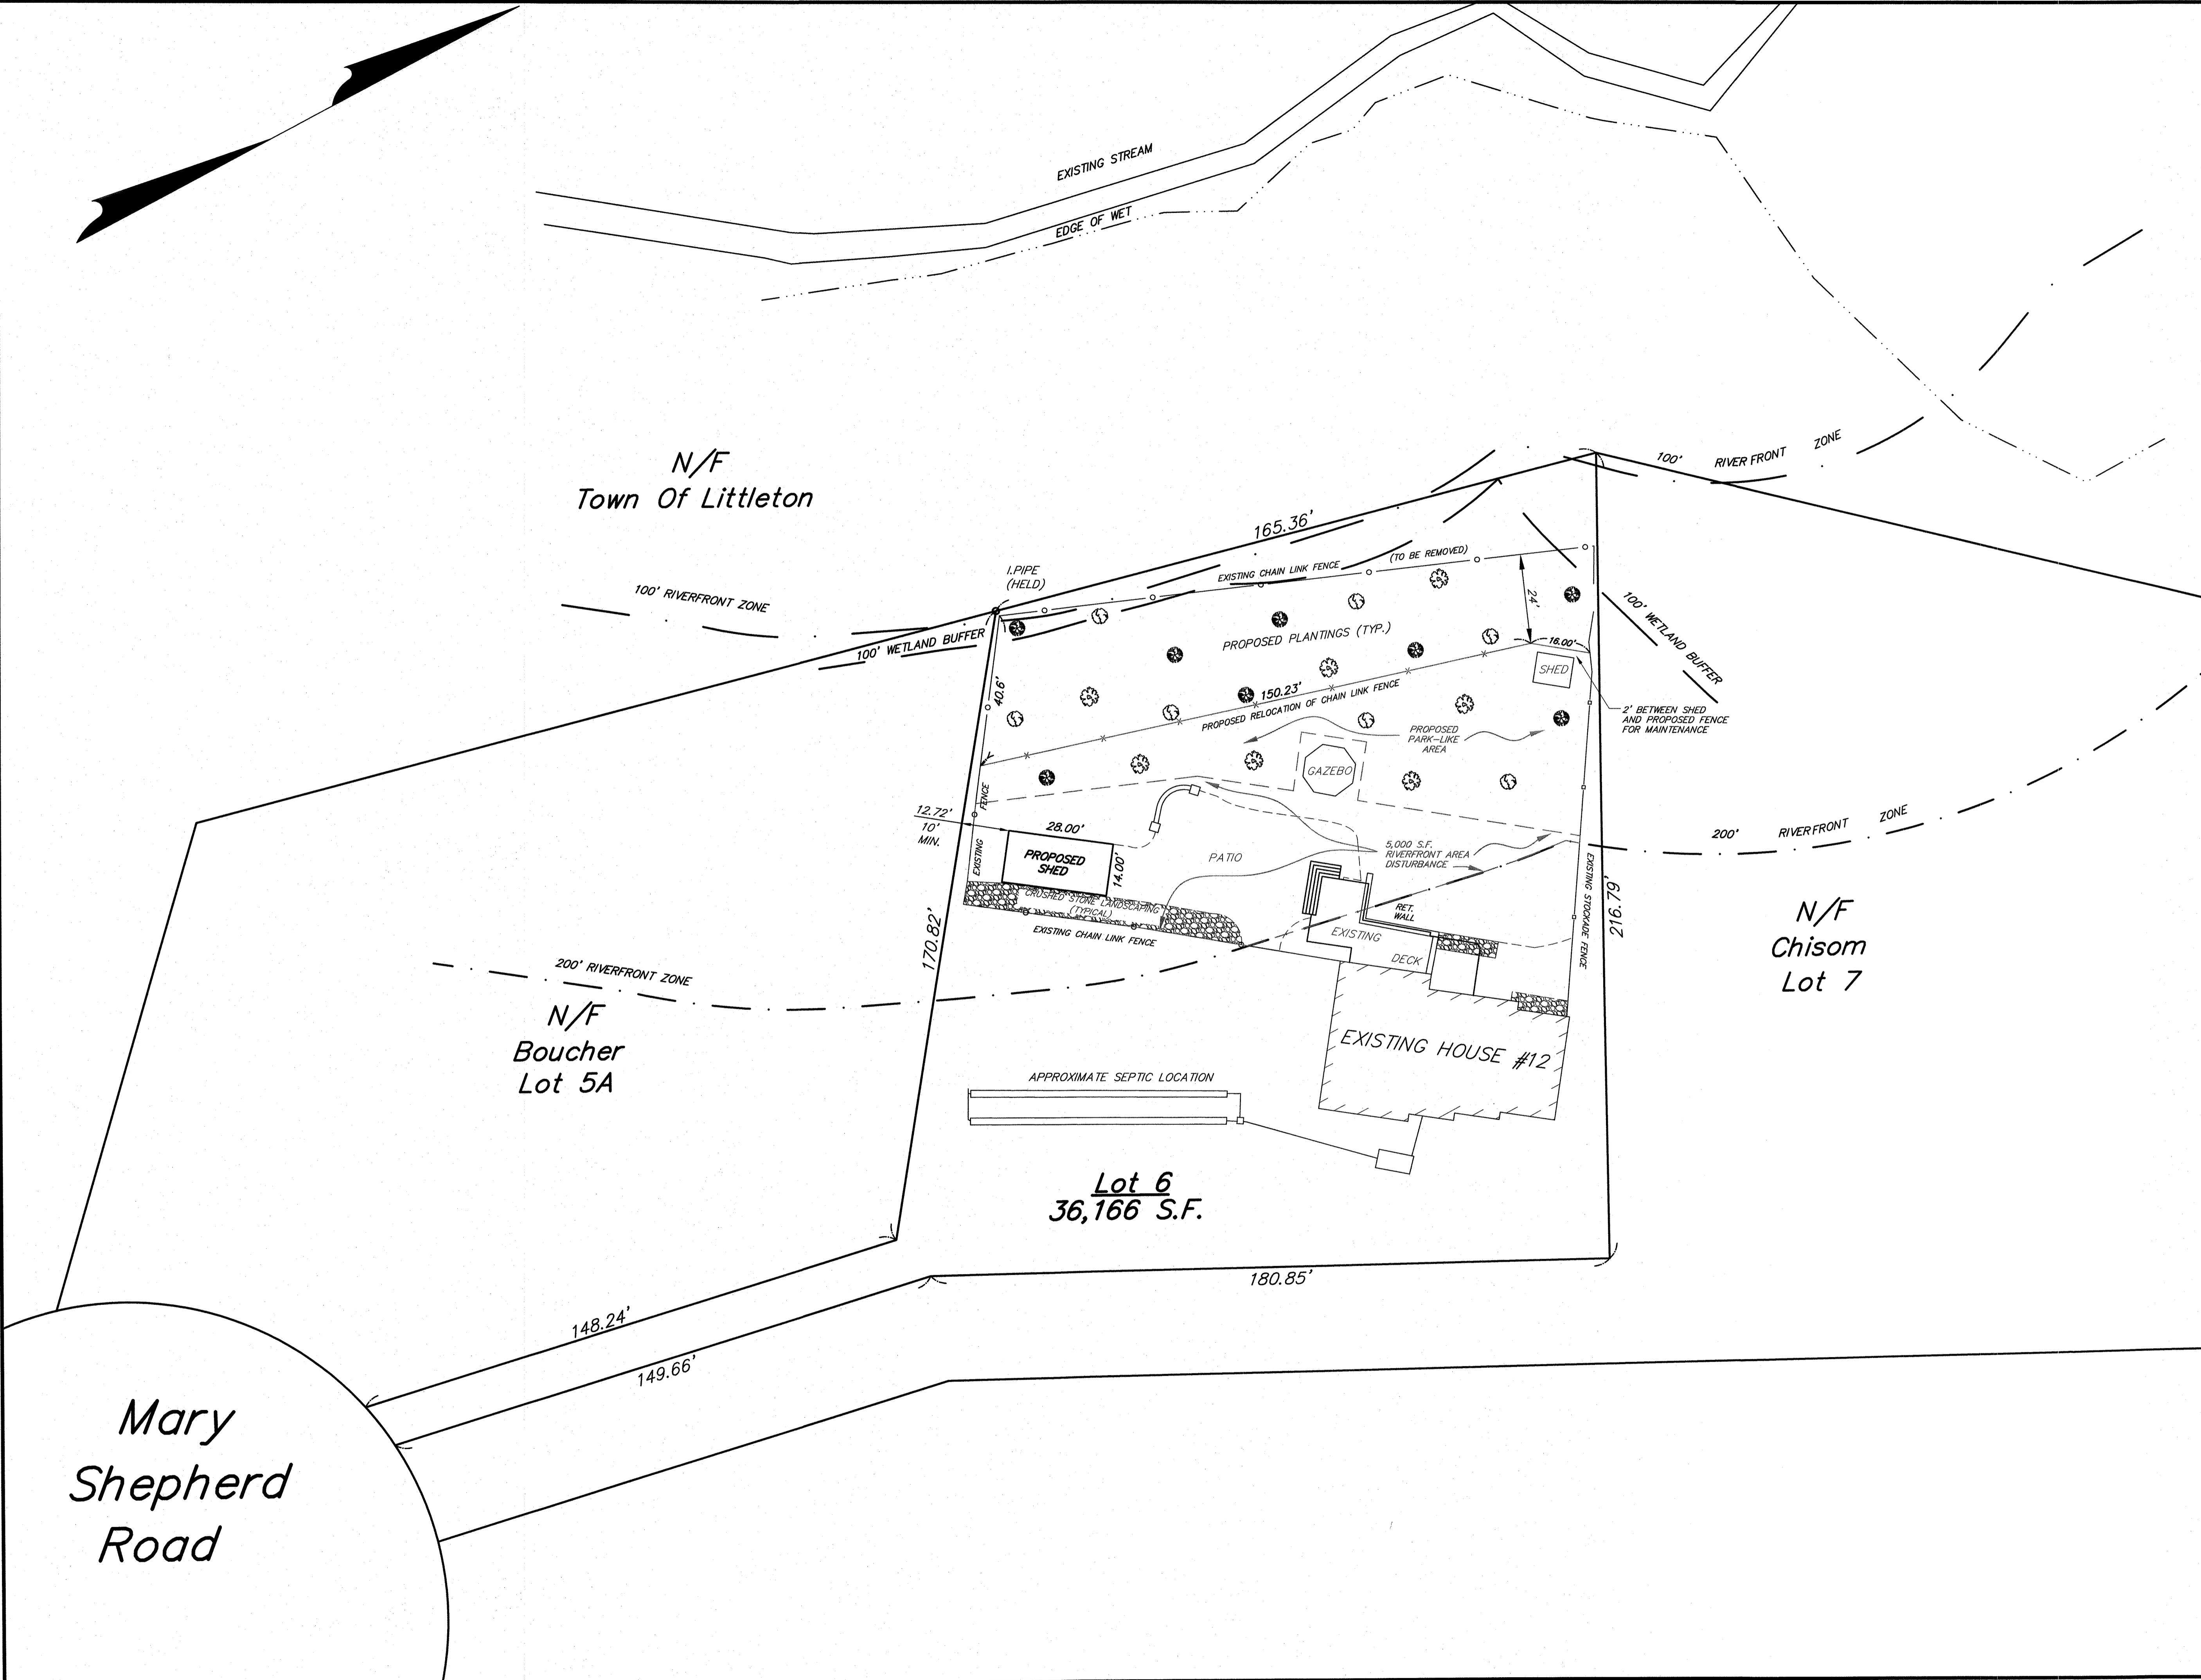 EXISTING STREAM
EDGE OF WET
N/F
Town Of Littleton
100' RIVERFRONT ZONE
100' RIVER FRONT ZONE
165.36'
I.PIPE
(HELD)
EXISTING CHAIN LINK FENCE
(TO BE REMOVED)
100' WETLAND BUFFER
100' WETLAND BUFFER
PROPOSED PLANTINGS (TYP.)
24'
16.00'
SHED
40.6'
150.23'
PROPOSED RELOCATION OF CHAIN LINK FENCE
2' BETWEEN SHED
AND PROPOSED FENCE
FOR MAINTENANCE
PROPOSED
PARK-LIKE
AREA
GAZEBO
EXISTING FENCE
12.72'
10'
MIN.
28.00'
14.00'
PROPOSED
SHED
PATIO
5,000 S.F.
RIVERFRONT AREA
DISTURBANCE
200' RIVERFRONT ZONE
CRUSHED STONE LANDSCAPING
(TYPICAL)
EXISTING CHAIN LINK FENCE
RET.
WALL
EXISTING
DECK
EXISTING STOCKADE FENCE
216.79'
170.82'
N/F
Chisom
Lot 7
200' RIVERFRONT ZONE
N/F
Boucher
Lot 5A
EXISTING HOUSE #12
APPROXIMATE SEPTIC LOCATION
Lot 6
36,166 S.F.
180.85'
148.24'
149.66'
Mary
Shepherd
Road